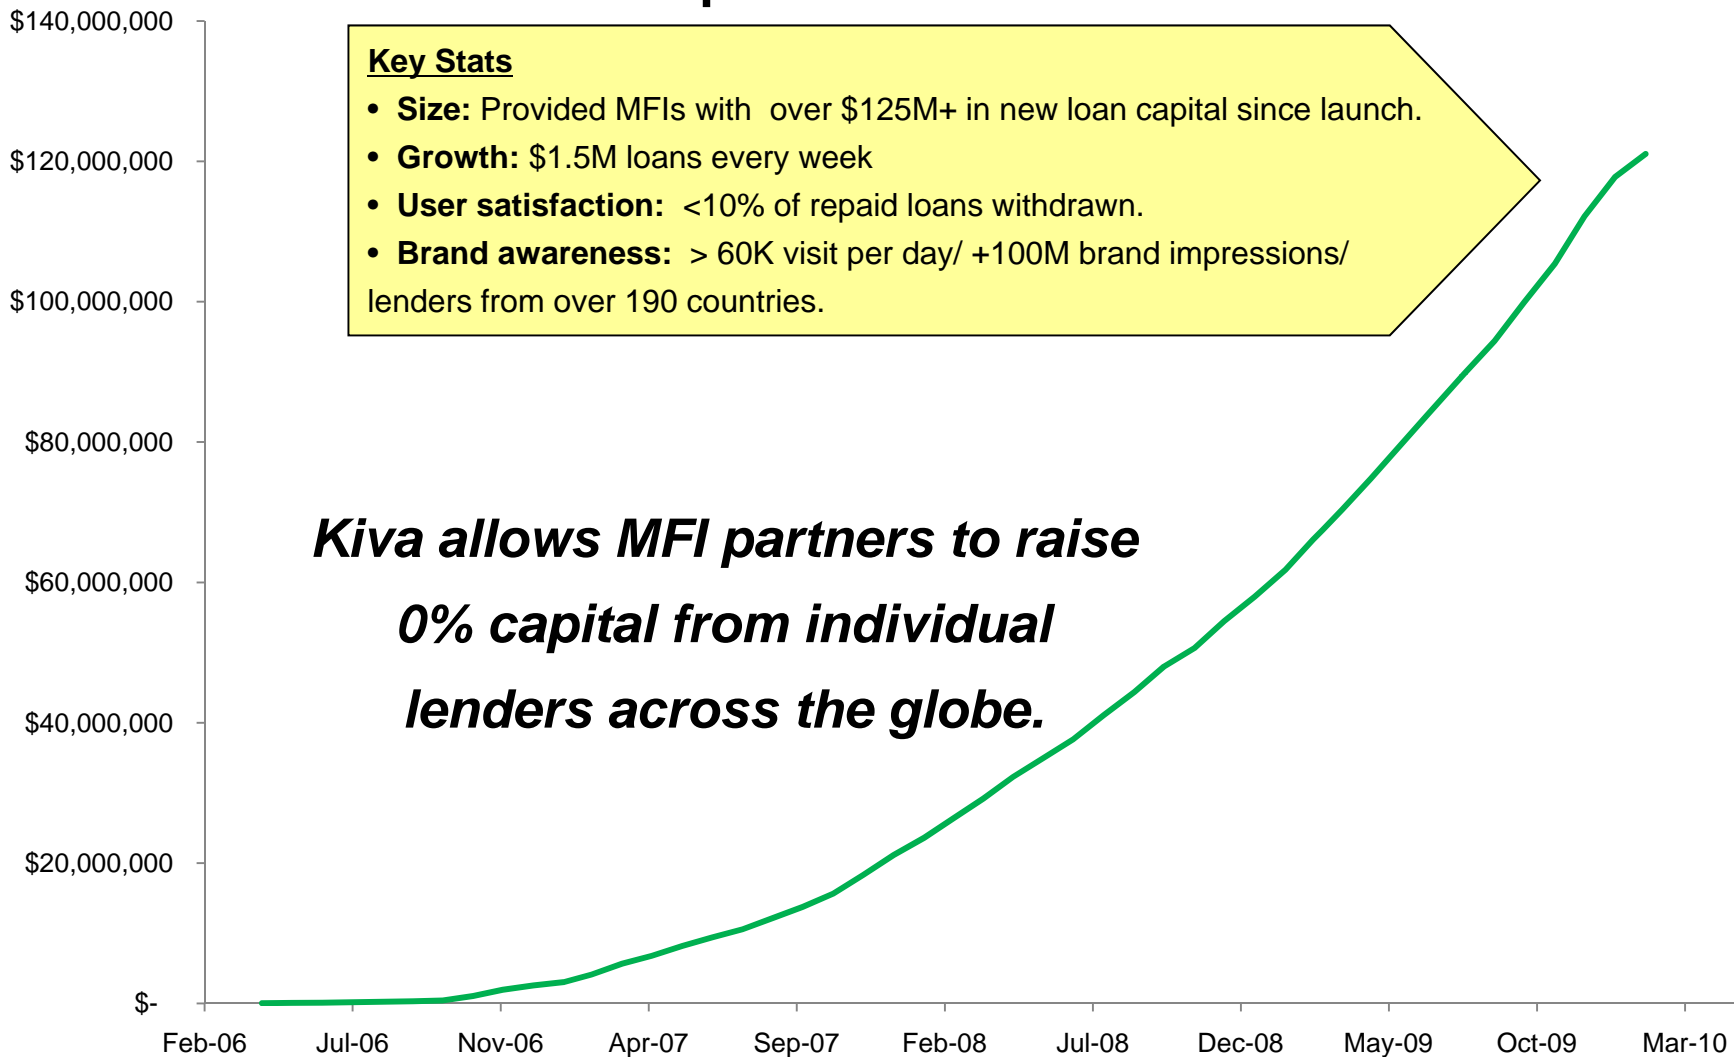 $140,000,000
Key Stats
• Size: Provided MFIs with  over $125M+ in new loan capital since launch.
• Growth: $1.5M loans every week
• User satisfaction:  <10% of repaid loans withdrawn.
• Brand awareness:  > 60K visit per day/ +100M brand impressions/
lenders from over 190 countries.
$120,000,000
$100,000,000
$80,000,000
Kiva allows MFI partners to raise
0% capital from individual
lenders across the globe.
$60,000,000
$40,000,000
$20,000,000
$-
Feb-06 Jul-06 Nov-06 Apr-07 Sep-07 Feb-08 Jul-08 Dec-08 May-09 Oct-09 Mar-10